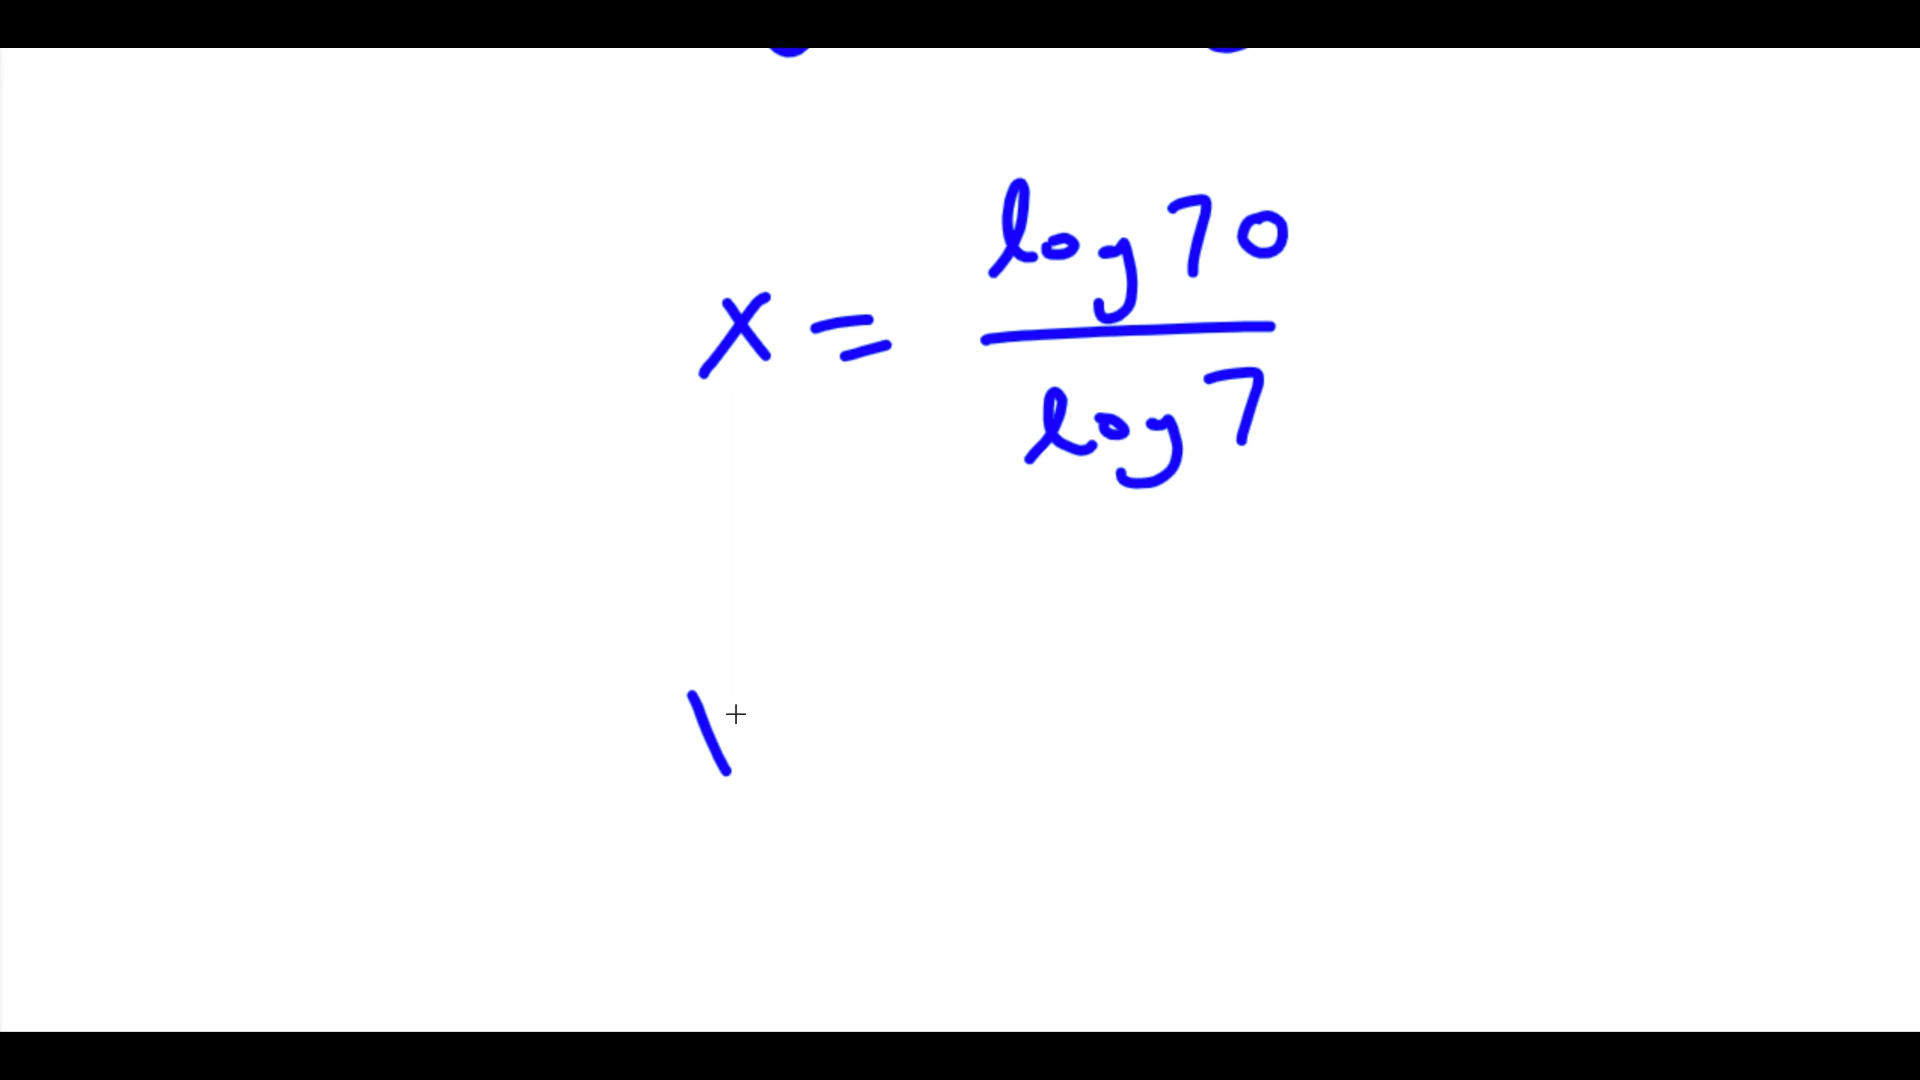 x = log 70 / log 7
\